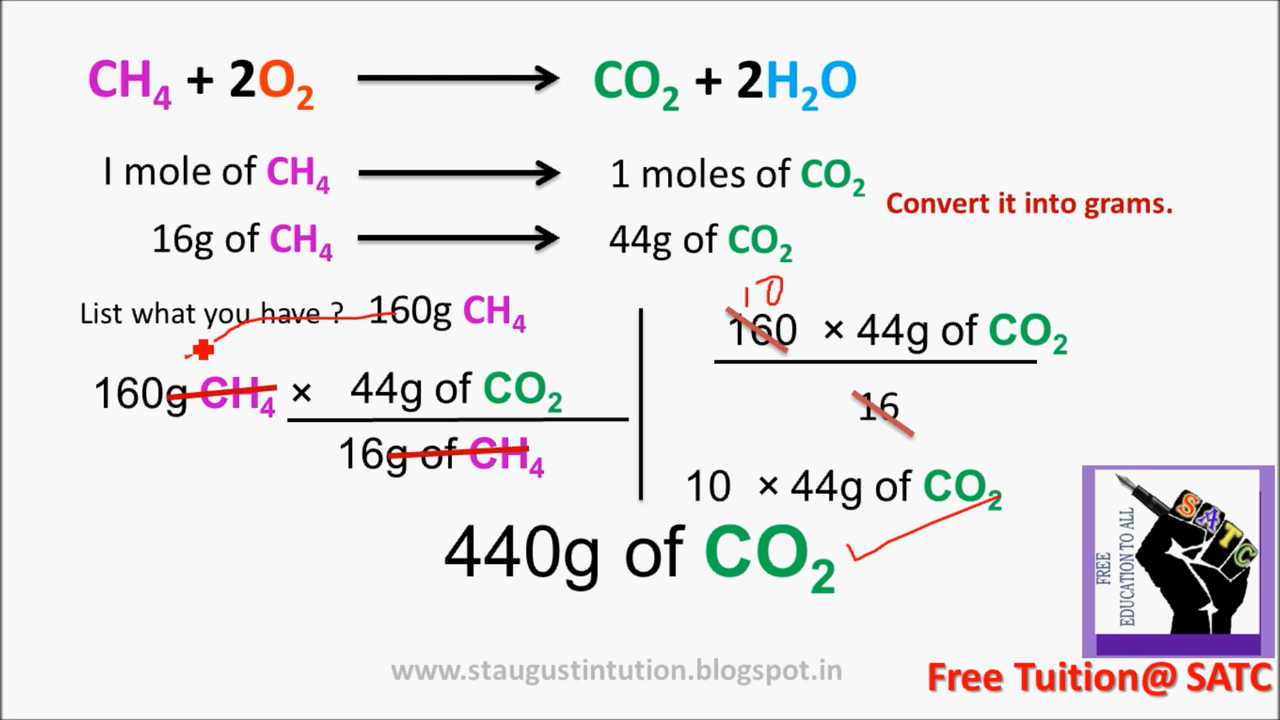 CH₄ + 2O₂ → CO₂ + 2H₂O
I mole of CH₄ → 1 moles of CO₂
Convert it into grams.
16g of CH₄ → 44g of CO₂
List what you have ? 160g CH₄
160g CH₄ × 44g of CO₂
16g of CH₄
10
160 × 44g of CO₂
16
10 × 44g of CO₂
440g of CO₂
FREE
EDUCATION TO ALL
SATC
www.staugustintution.blogspot.in
Free Tuition@ SATC